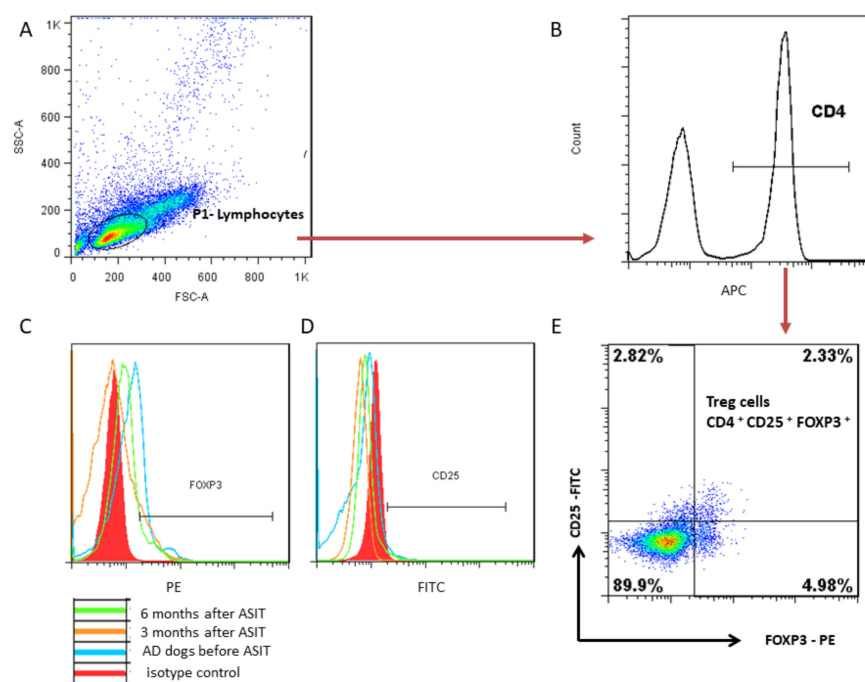 A
1K
800
600
400
200
0
SSC-A
P1- Lymphocytes
0 200 400 600 800 1K
FSC-A
B
Count
CD4
APC
C
FOXP3
PE
D
CD25
FITC
E
2.82% 2.33%
Treg cells
CD4 + CD25 + FOXP3 +
89.9% 4.98%
CD25 -FITC
FOXP3 - PE
6 months after ASIT
3 months after ASIT
AD dogs before ASIT
isotype control